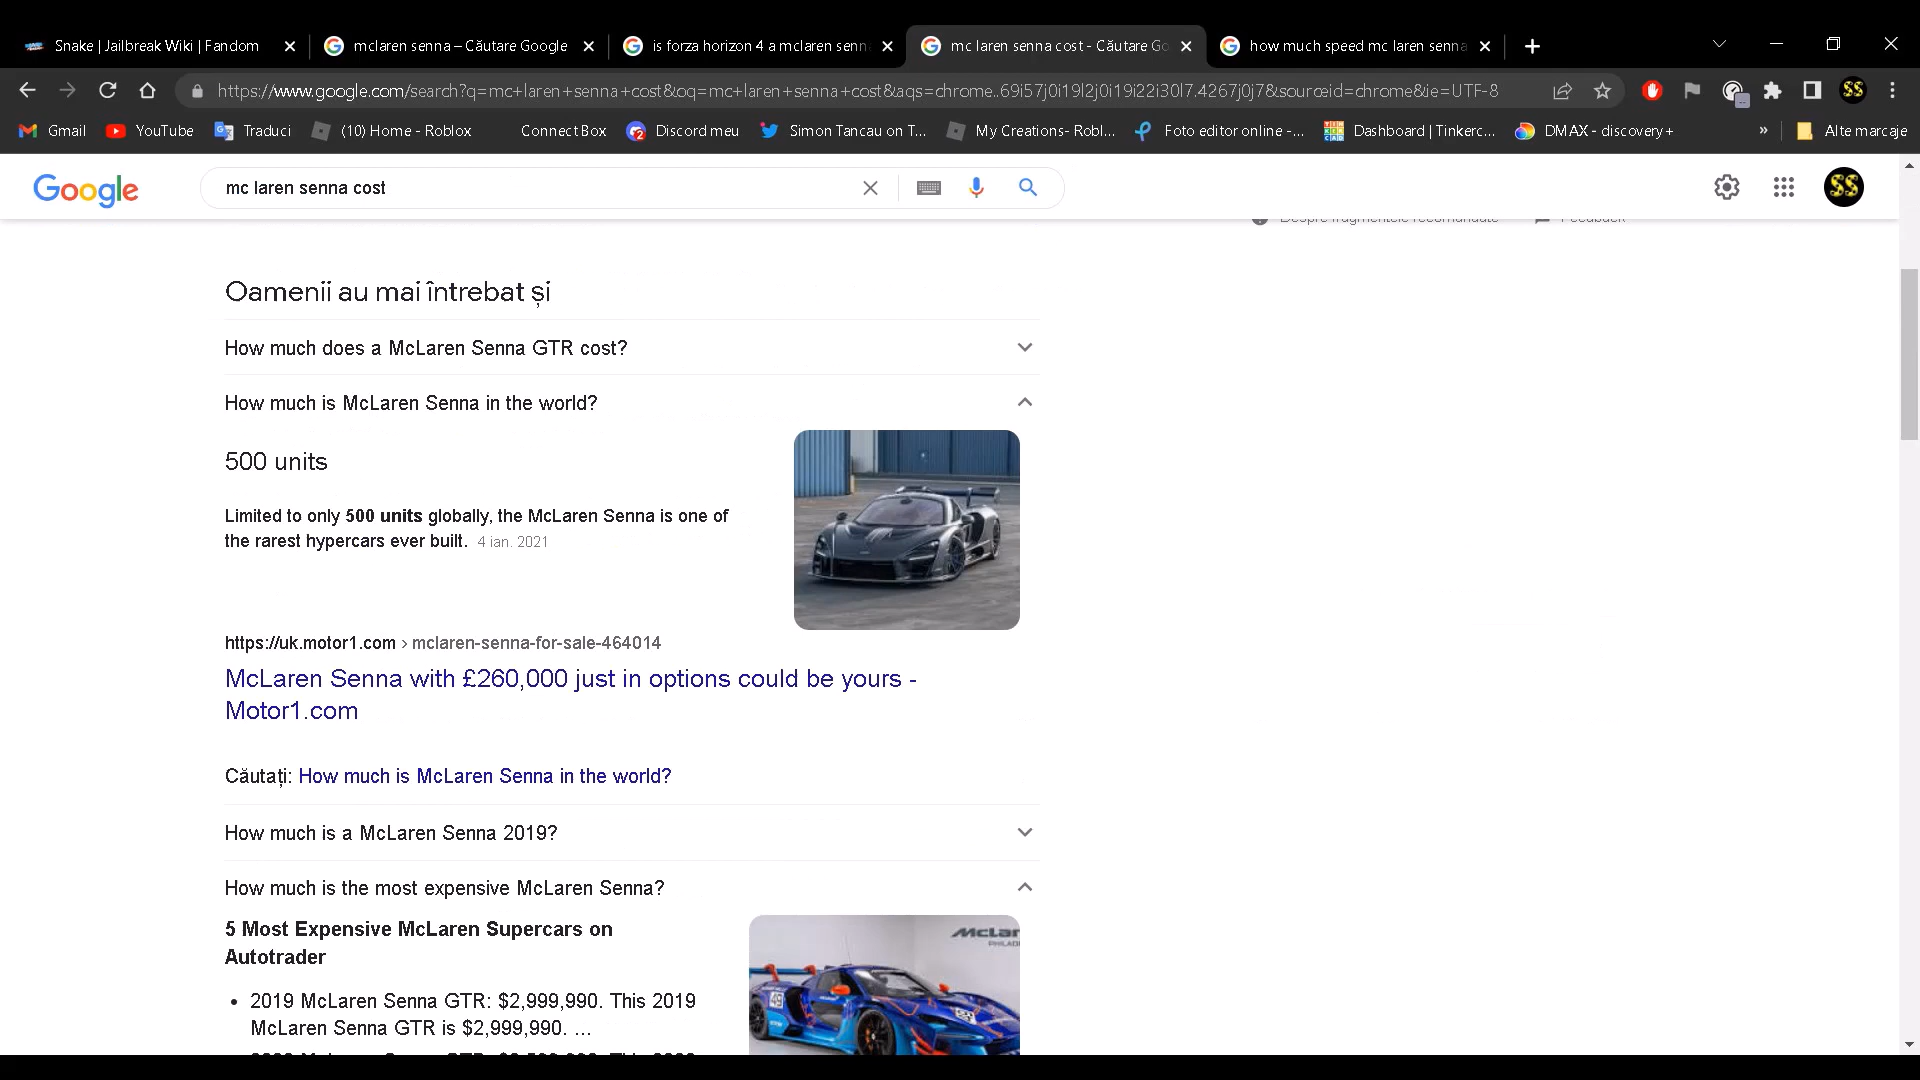 Snake | Jailbreak Wiki | Fandom
mclaren senna – Căutare Google
is forza horizon 4 a mclaren senn
mc laren senna cost - Căutare Go
how much speed mc laren senna
https://www.google.com/search?q=mc+laren+senna+cost&oq=mc+laren+senna+cost&aqs=chrome..69i57j0i19l2j0i19i22i30l7.4267j0j7&sourceid=chrome&ie=UTF-8
SS
Gmail
YouTube
Traduci
(10) Home - Roblox
Connect Box
Discord meu
Simon Tancau on T...
My Creations- Robl...
Foto editor online -...
Dashboard | Tinkerc...
DMAX - discovery+
»
Alte marcaje
Google
mc laren senna cost
SS
Despre fragmentele recomandate
Feedback
Oamenii au mai întrebat și
How much does a McLaren Senna GTR cost?
How much is McLaren Senna in the world?
500 units
Limited to only 500 units globally, the McLaren Senna is one of
the rarest hypercars ever built. 4 ian. 2021
https://uk.motor1.com › mclaren-senna-for-sale-464014
McLaren Senna with £260,000 just in options could be yours -
Motor1.com
Căutați: How much is McLaren Senna in the world?
How much is a McLaren Senna 2019?
How much is the most expensive McLaren Senna?
5 Most Expensive McLaren Supercars on
Autotrader
• 2019 McLaren Senna GTR: $2,999,990. This 2019
McLaren Senna GTR is $2,999,990. ...